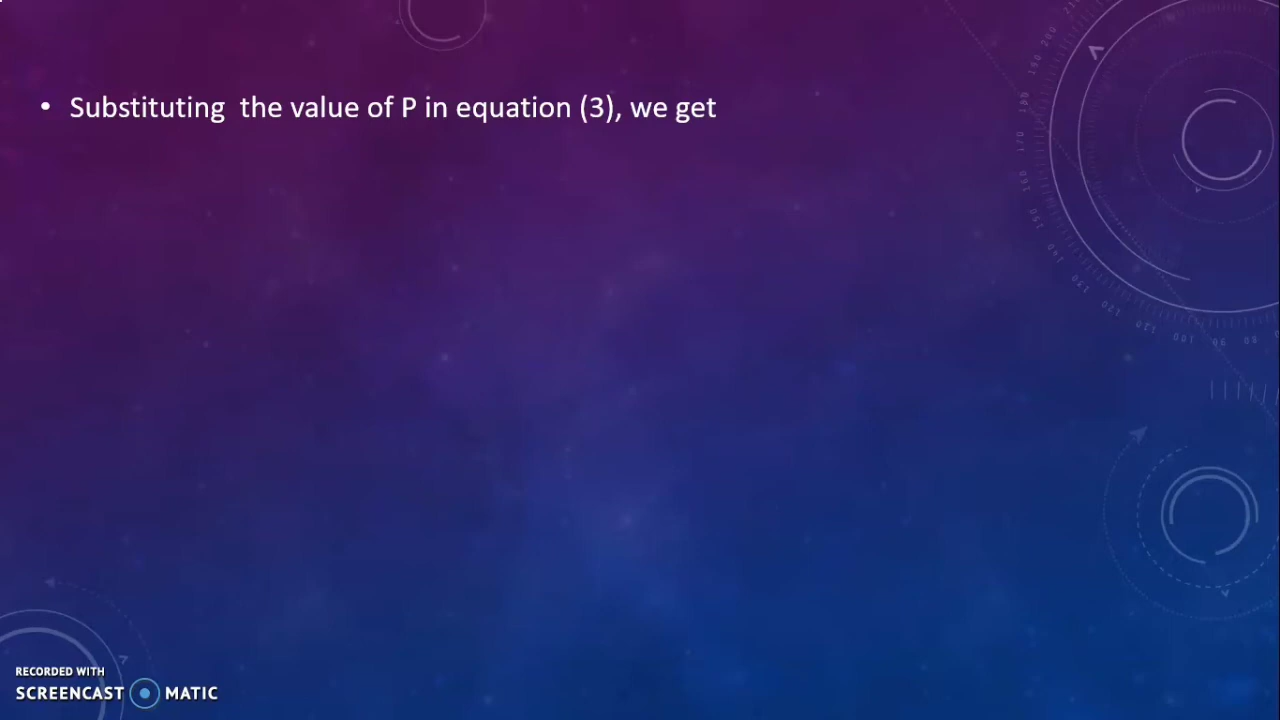 • Substituting  the value of P in equation (3), we get
RECORDED WITH
SCREENCAST MATIC